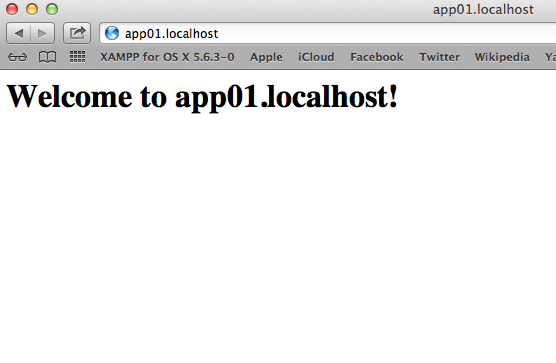 app01.localhost
app01.localhost
XAMPP for OS X 5.6.3-0 Apple iCloud Facebook Twitter Wikipedia
Welcome to app01.localhost!